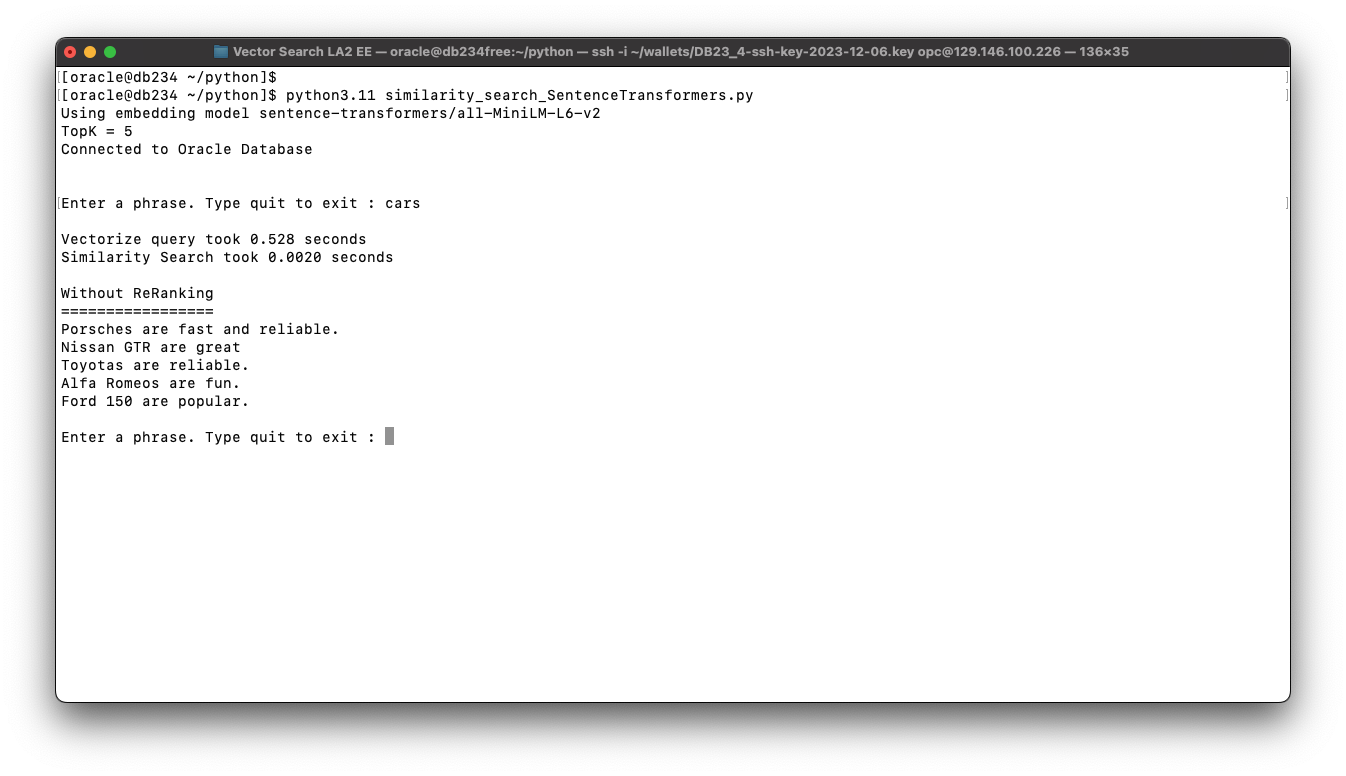 Vector Search LA2 EE — oracle@db234free:~/python — ssh -i ~/wallets/DB23_4-ssh-key-2023-12-06.key opc@129.146.100.226 — 136×35
[[oracle@db234 ~/python]$ ]
[[oracle@db234 ~/python]$ python3.11 similarity_search_SentenceTransformers.py ]
Using embedding model sentence-transformers/all-MiniLM-L6-v2
TopK = 5
Connected to Oracle Database
[Enter a phrase. Type quit to exit : cars ]
Vectorize query took 0.528 seconds
Similarity Search took 0.0020 seconds
Without ReRanking
=================
Porsches are fast and reliable.
Nissan GTR are great
Toyotas are reliable.
Alfa Romeos are fun.
Ford 150 are popular.
Enter a phrase. Type quit to exit :